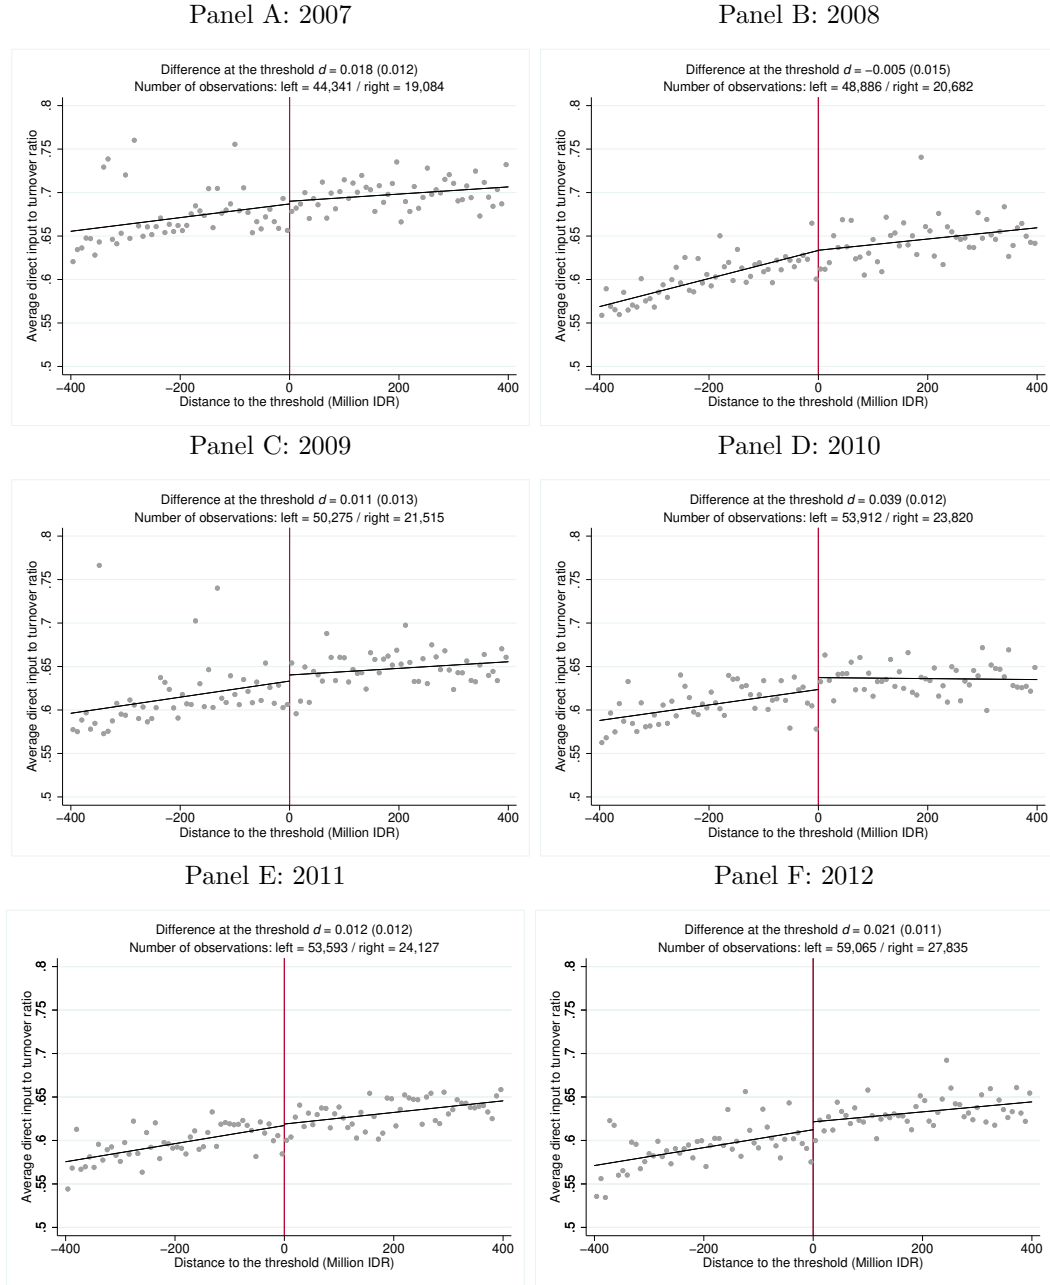 Panel A: 2007
Difference at the threshold d = 0.018 (0.012)
Number of observations: left = 44,341 / right = 19,084
Average direct input to turnover ratio
.8
.75
.7
.65
.6
.55
.5
−400
−200
0
200
400
Distance to the threshold (Million IDR)
Panel B: 2008
Difference at the threshold d = −0.005 (0.015)
Number of observations: left = 48,886 / right = 20,682
Average direct input to turnover ratio
.8
.75
.7
.65
.6
.55
.5
−400
−200
0
200
400
Distance to the threshold (Million IDR)
Panel C: 2009
Difference at the threshold d = 0.011 (0.013)
Number of observations: left = 50,275 / right = 21,515
Average direct input to turnover ratio
.8
.75
.7
.65
.6
.55
.5
−400
−200
0
200
400
Distance to the threshold (Million IDR)
Panel D: 2010
Difference at the threshold d = 0.039 (0.012)
Number of observations: left = 53,912 / right = 23,820
Average direct input to turnover ratio
.8
.75
.7
.65
.6
.55
.5
−400
−200
0
200
400
Distance to the threshold (Million IDR)
Panel E: 2011
Difference at the threshold d = 0.012 (0.012)
Number of observations: left = 53,593 / right = 24,127
Average direct input to turnover ratio
.8
.75
.7
.65
.6
.55
.5
−400
−200
0
200
400
Distance to the threshold (Million IDR)
Panel F: 2012
Difference at the threshold d = 0.021 (0.011)
Number of observations: left = 59,065 / right = 27,835
Average direct input to turnover ratio
.8
.75
.7
.65
.6
.55
.5
−400
−200
0
200
400
Distance to the threshold (Million IDR)